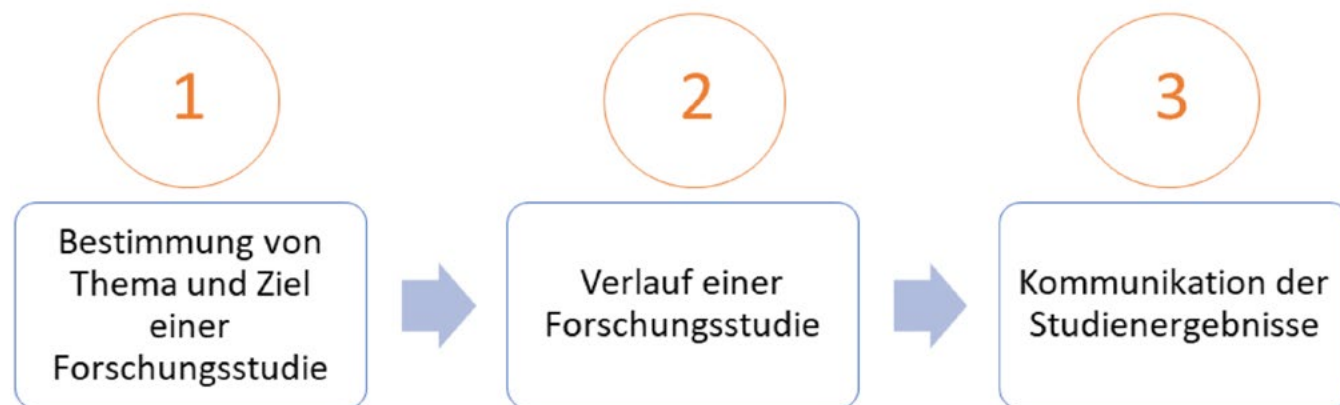 1
2
3
Bestimmung von
Thema und Ziel
einer
Forschungsstudie
Verlauf einer
Forschungsstudie
Kommunikation der
Studienergebnisse